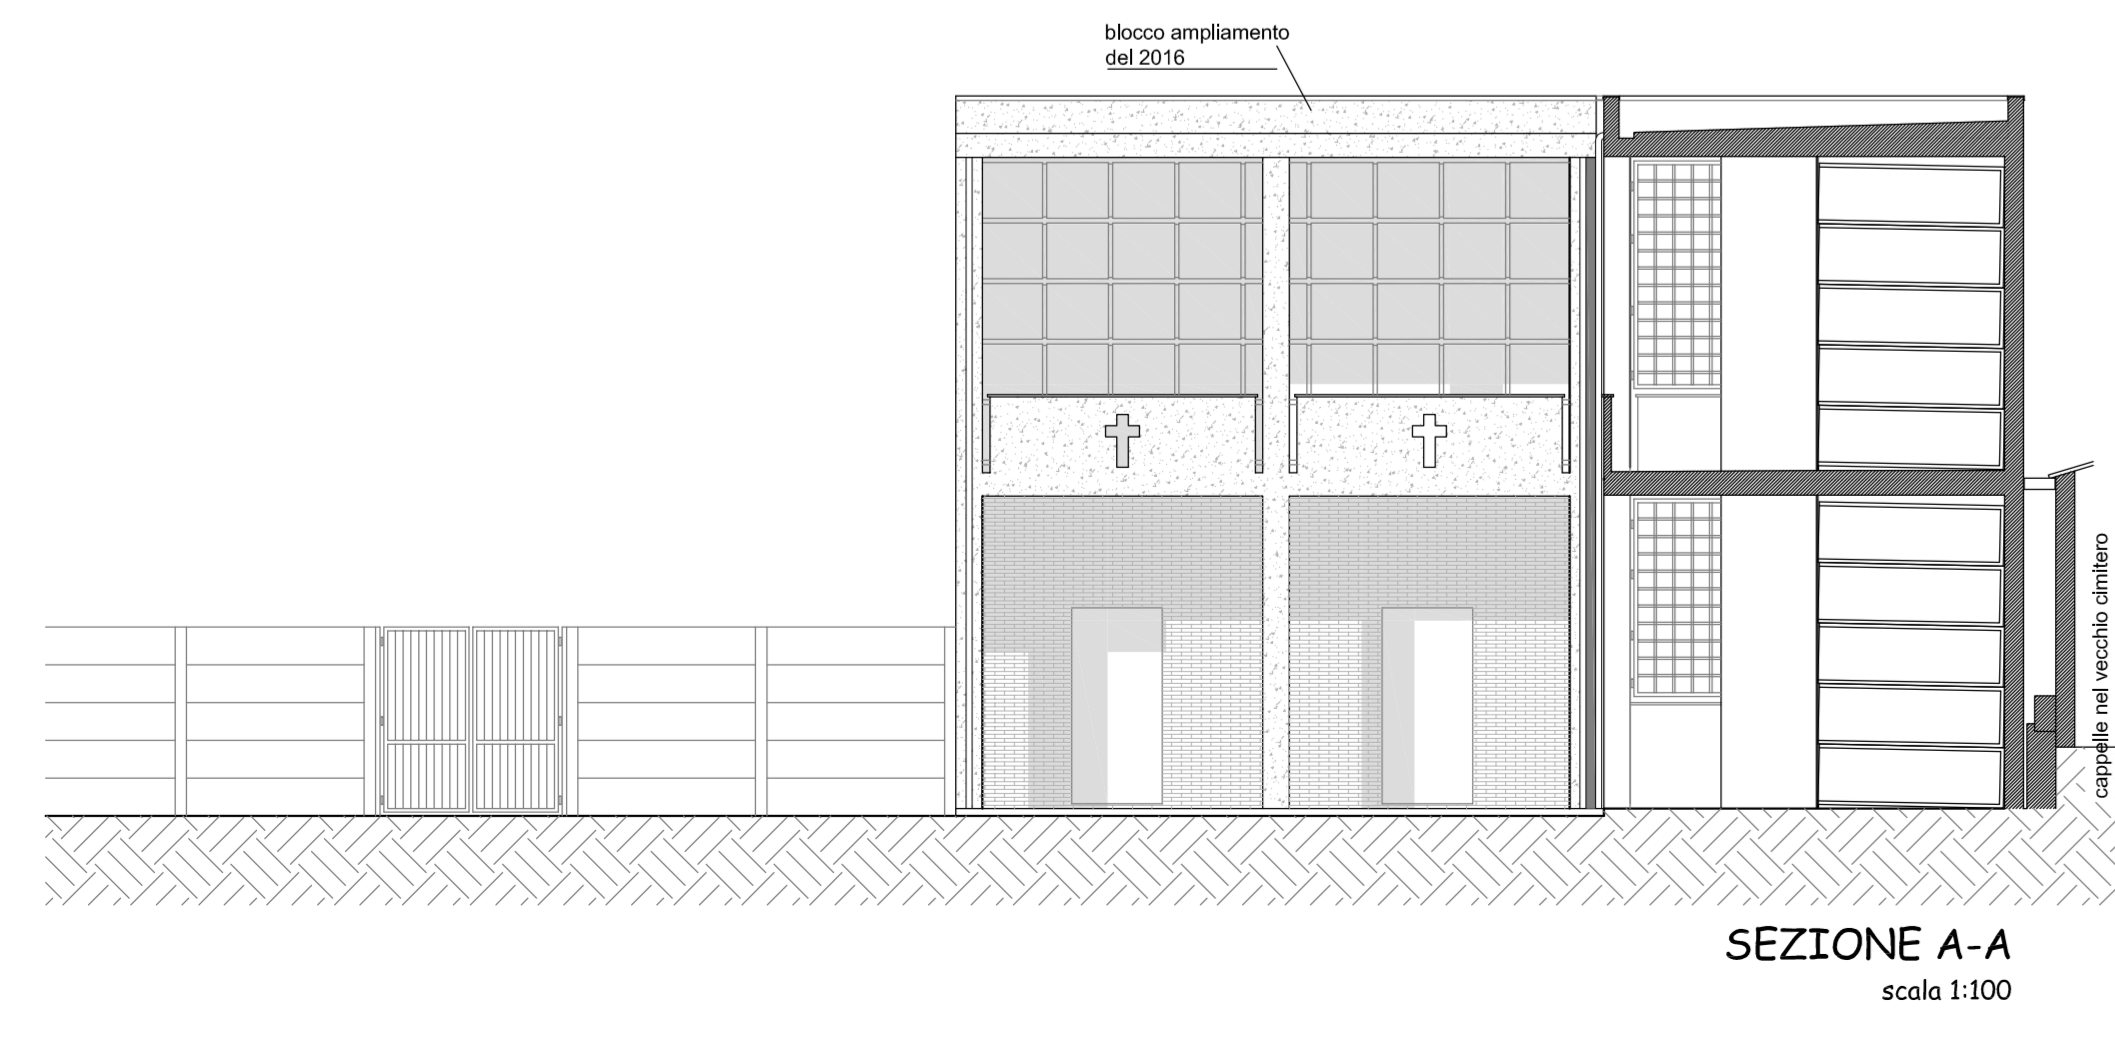 blocco ampliamento
del 2016
cappelle nel vecchio cimitero
SEZIONE A-A
scala 1:100